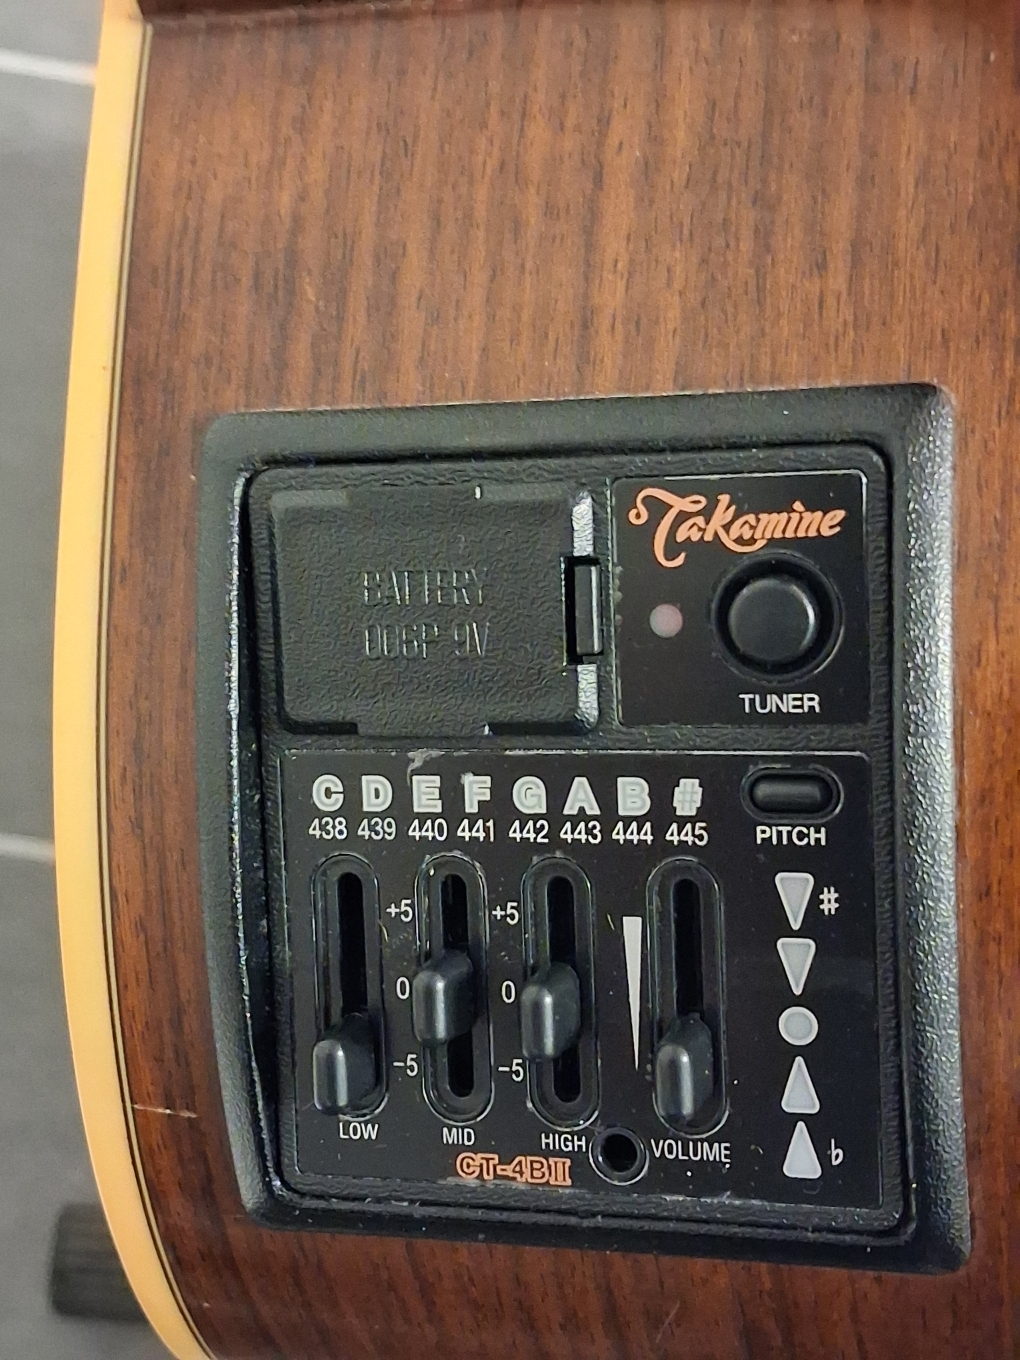 Takamine
BATTERY
006P 9V
TUNER
C D E F G A B #
438 439 440 441 442 443 444 445
PITCH
+5 +5
#
0 0
-5 -5
LOW MID HIGH VOLUME
♭
CT-4BII